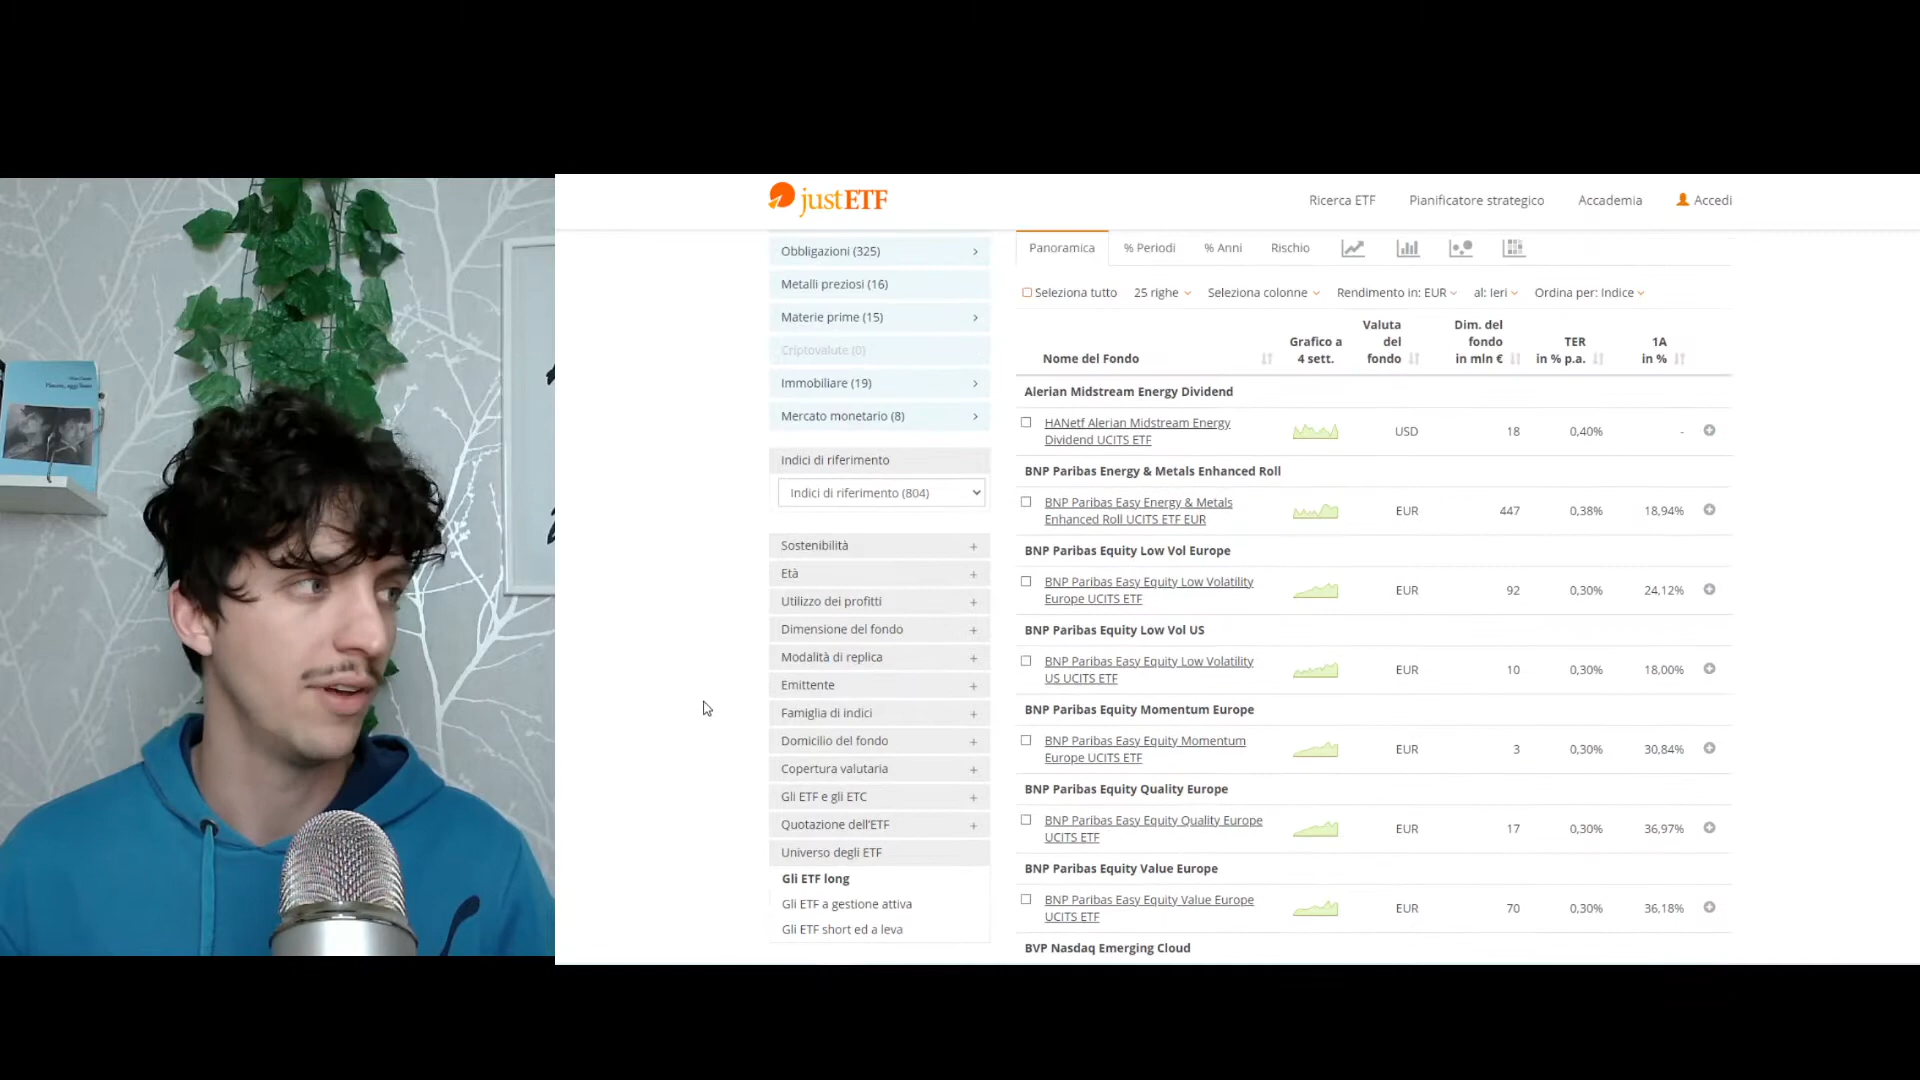 justETF
Ricerca ETF
Pianificatore strategico
Accademia
Accedi
Obbligazioni (325)
Metalli preziosi (16)
Materie prime (15)
Criptovalute (0)
Immobiliare (19)
Mercato monetario (8)
Indici di riferimento
Indici di riferimento (804)
Sostenibilità
Età
Utilizzo dei profitti
Dimensione del fondo
Modalità di replica
Emittente
Famiglia di indici
Domicilio del fondo
Copertura valutaria
Gli ETF e gli ETC
Quotazione dell'ETF
Universo degli ETF
Gli ETF long
Gli ETF a gestione attiva
Gli ETF short ed a leva
Panoramica % Periodi % Anni Rischio
Seleziona tutto 25 righe Seleziona colonne Rendimento in: EUR al: Ieri Ordina per: Indice
Nome del Fondo
Grafico a
4 sett.
Valuta
del
fondo
Dim. del
fondo
in mln €
TER
in % p.a.
1A
in %
Alerian Midstream Energy Dividend
HANetf Alerian Midstream Energy
Dividend UCITS ETF
USD 18 0,40% -
BNP Paribas Energy & Metals Enhanced Roll
BNP Paribas Easy Energy & Metals
Enhanced Roll UCITS ETF EUR
EUR 447 0,38% 18,94%
BNP Paribas Equity Low Vol Europe
BNP Paribas Easy Equity Low Volatility
Europe UCITS ETF
EUR 92 0,30% 24,12%
BNP Paribas Equity Low Vol US
BNP Paribas Easy Equity Low Volatility
US UCITS ETF
EUR 10 0,30% 18,00%
BNP Paribas Equity Momentum Europe
BNP Paribas Easy Equity Momentum
Europe UCITS ETF
EUR 3 0,30% 30,84%
BNP Paribas Equity Quality Europe
BNP Paribas Easy Equity Quality Europe
UCITS ETF
EUR 17 0,30% 36,97%
BNP Paribas Equity Value Europe
BNP Paribas Easy Equity Value Europe
UCITS ETF
EUR 70 0,30% 36,18%
BVP Nasdaq Emerging Cloud